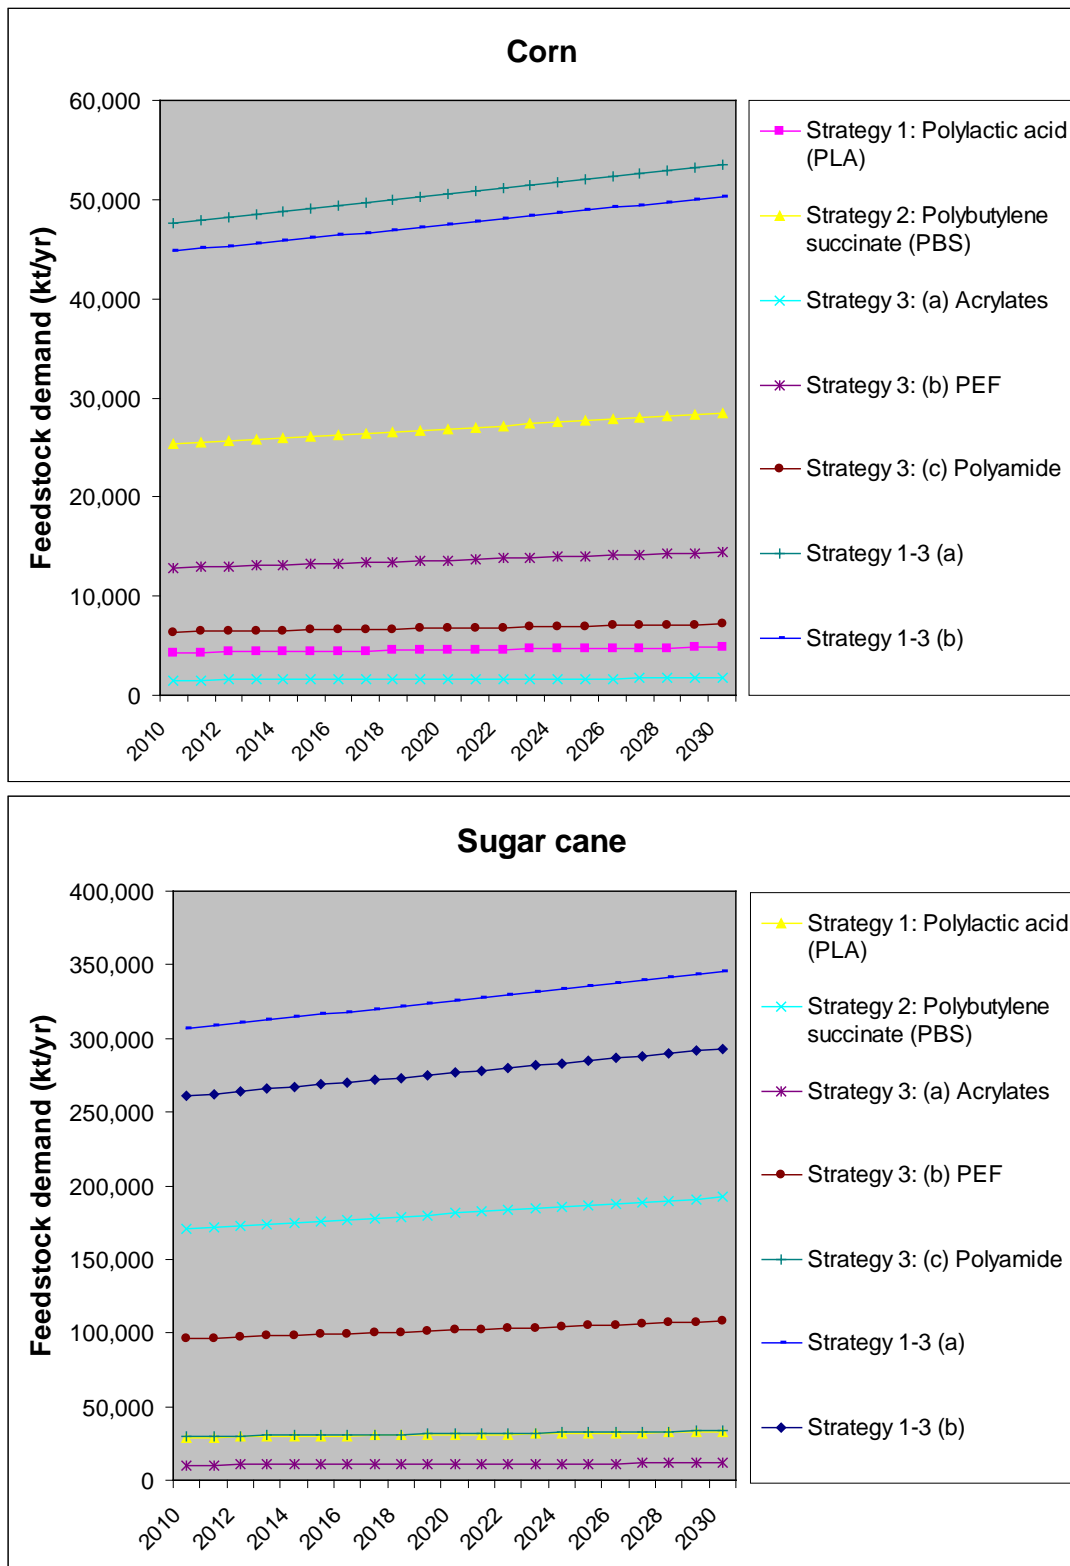 Corn
60,000
50,000
40,000
30,000
20,000
10,000
0
Feedstock demand (kt/yr)
2010
2012
2014
2016
2018
2020
2022
2024
2026
2028
2030
Strategy 1: Polylactic acid
(PLA)
Strategy 2: Polybutylene
succinate (PBS)
Strategy 3: (a) Acrylates
Strategy 3: (b) PEF
Strategy 3: (c) Polyamide
Strategy 1-3 (a)
Strategy 1-3 (b)
Sugar cane
400,000
350,000
300,000
250,000
200,000
150,000
100,000
50,000
0
Feedstock demand (kt/yr)
2010
2012
2014
2016
2018
2020
2022
2024
2026
2028
2030
Strategy 1: Polylactic acid
(PLA)
Strategy 2: Polybutylene
succinate (PBS)
Strategy 3: (a) Acrylates
Strategy 3: (b) PEF
Strategy 3: (c) Polyamide
Strategy 1-3 (a)
Strategy 1-3 (b)